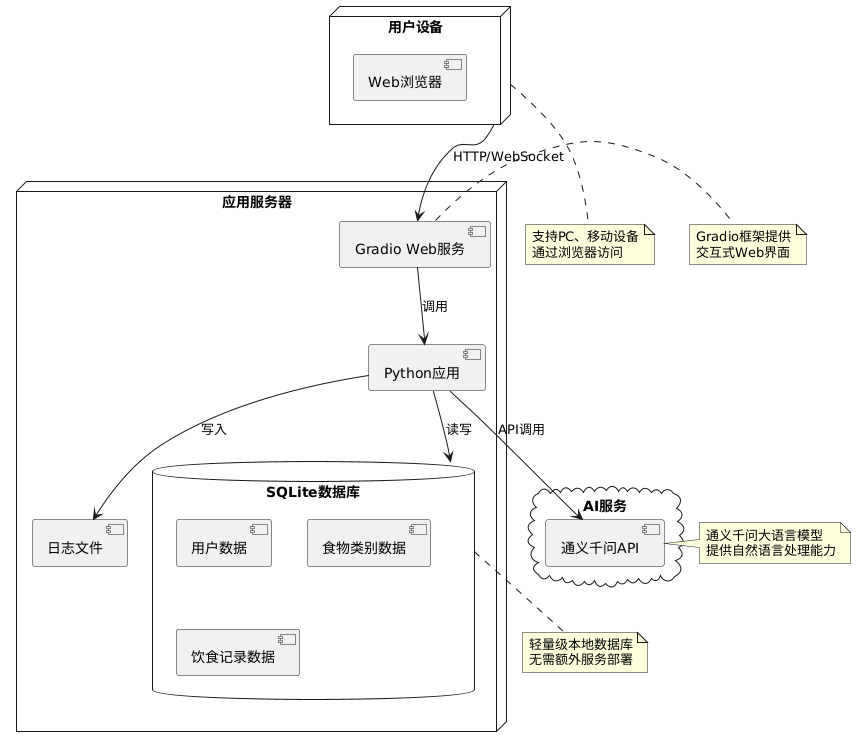 用户设备
Web浏览器
HTTP/WebSocket
应用服务器
Gradio Web服务
支持PC、移动设备
通过浏览器访问
Gradio框架提供
交互式Web界面
调用
Python应用
写入
读写
API调用
SQLite数据库
AI服务
日志文件
用户数据
食物类别数据
通义千问API
通义千问大语言模型
提供自然语言处理能力
饮食记录数据
轻量级本地数据库
无需额外服务部署